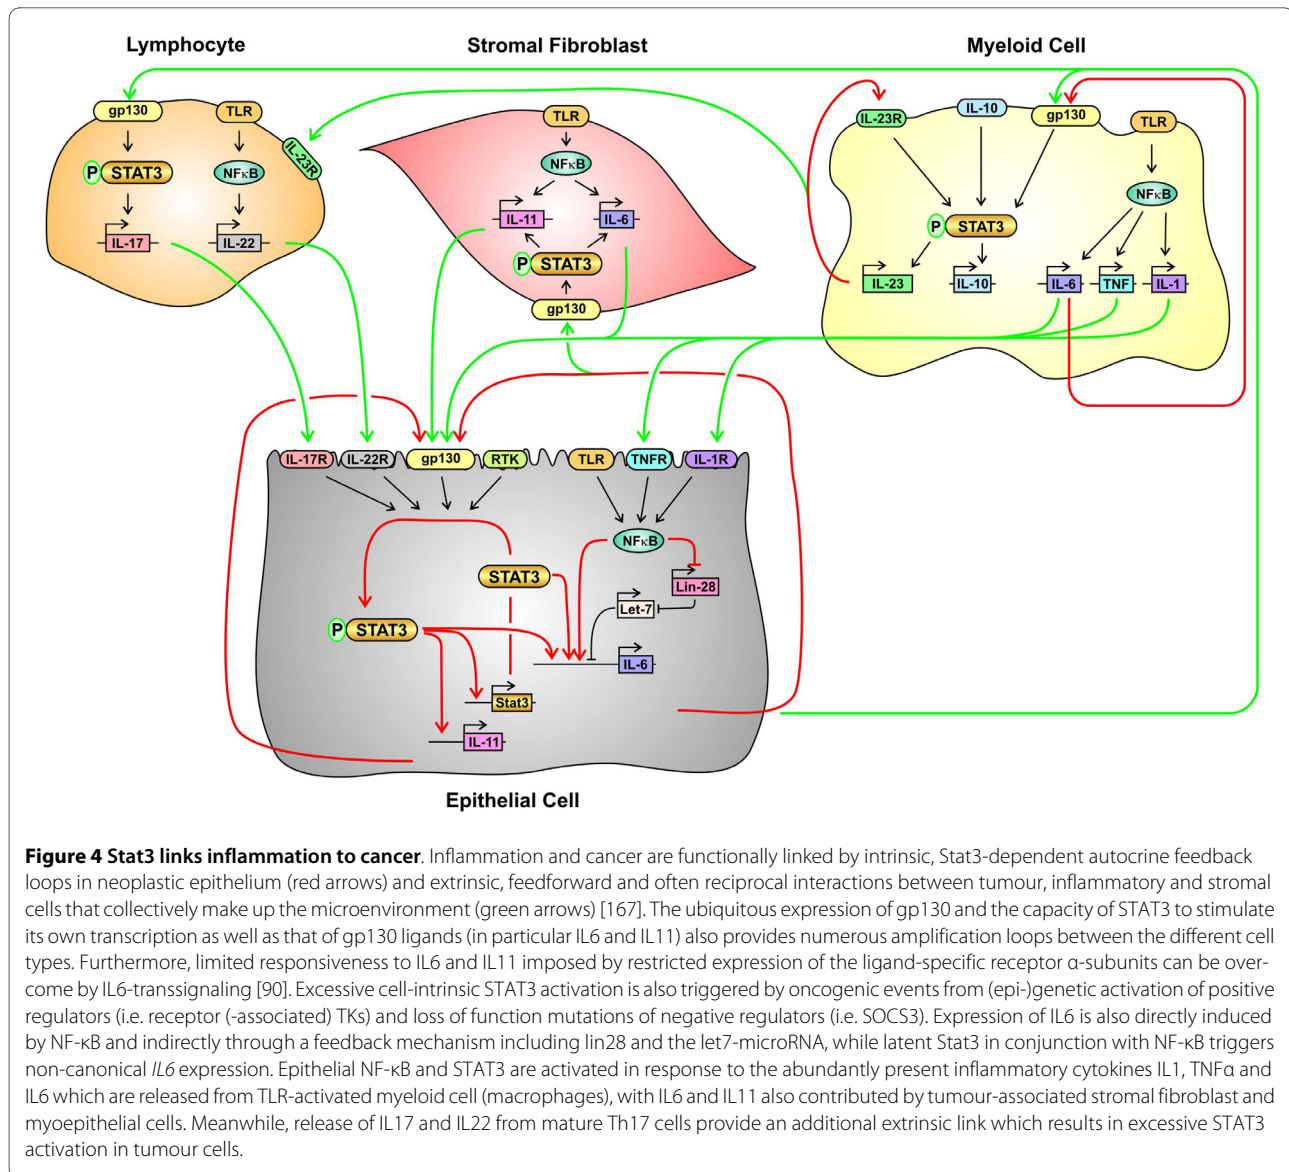 Lymphocyte
Stromal Fibroblast
Myeloid Cell
gp130
TLR
IL-23R
P STAT3
NFκB
IL-17
IL-22
TLR
NFκB
IL-11
IL-6
P STAT3
gp130
IL-23R
IL-10
gp130
TLR
NFκB
P STAT3
IL-23
IL-10
IL-6
TNF
IL-1
IL-17R
IL-22R
gp130
RTK
TLR
TNFR
IL-1R
NFκB
STAT3
Lin-28
Let-7
P STAT3
IL-6
Stat3
IL-11
Epithelial Cell
Figure 4 Stat3 links inflammation to cancer. Inflammation and cancer are functionally linked by intrinsic, Stat3-dependent autocrine feedback
loops in neoplastic epithelium (red arrows) and extrinsic, feedforward and often reciprocal interactions between tumour, inflammatory and stromal
cells that collectively make up the microenvironment (green arrows) [167]. The ubiquitous expression of gp130 and the capacity of STAT3 to stimulate
its own transcription as well as that of gp130 ligands (in particular IL6 and IL11) also provides numerous amplification loops between the different cell
types. Furthermore, limited responsiveness to IL6 and IL11 imposed by restricted expression of the ligand-specific receptor α-subunits can be over-
come by IL6-transsignaling [90]. Excessive cell-intrinsic STAT3 activation is also triggered by oncogenic events from (epi-)genetic activation of positive
regulators (i.e. receptor (-associated) TKs) and loss of function mutations of negative regulators (i.e. SOCS3). Expression of IL6 is also directly induced
by NF-κB and indirectly through a feedback mechanism including lin28 and the let7-microRNA, while latent Stat3 in conjunction with NF-κB triggers
non-canonical IL6 expression. Epithelial NF-κB and STAT3 are activated in response to the abundantly present inflammatory cytokines IL1, TNFα and
IL6 which are released from TLR-activated myeloid cell (macrophages), with IL6 and IL11 also contributed by tumour-associated stromal fibroblast and
myoepithelial cells. Meanwhile, release of IL17 and IL22 from mature Th17 cells provide an additional extrinsic link which results in excessive STAT3
activation in tumour cells.